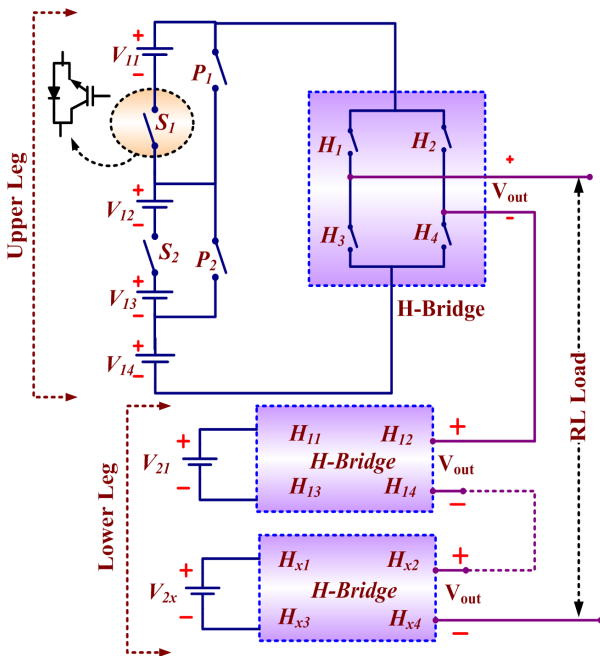 Upper Leg
+
V11
−
P1
S1
+
V12
−
S2
P2
+
V13
−
+
V14
−
H1
H2
H3
H4
+
Vout
−
H-Bridge
RL Load
Lower Leg
+
V21
−
H11
H12
H-Bridge
H13
H14
+
Vout
−
+
V2x
−
Hx1
Hx2
H-Bridge
Hx3
Hx4
+
Vout
−